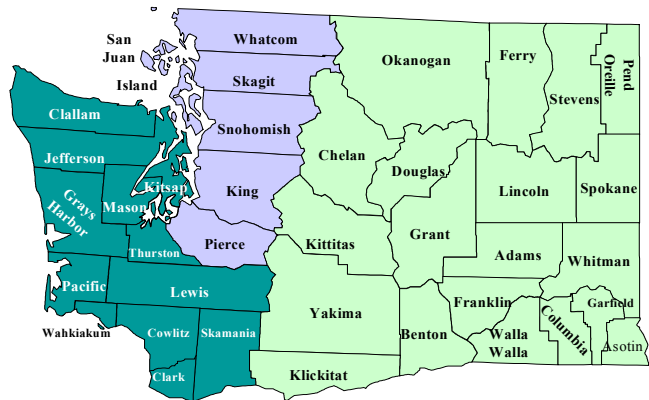 San
Juan
Island
Whatcom
Skagit
Snohomish
King
Pierce
Okanogan
Ferry
Stevens
Pend
Oreille
Chelan
Douglas
Lincoln
Spokane
Grant
Kittitas
Adams
Whitman
Clallam
Jefferson
Grays
Harbor
Mason
Kitsap
Thurston
Pacific
Lewis
Wahkiakum
Cowlitz
Skamania
Clark
Yakima
Klickitat
Benton
Franklin
Walla
Walla
Columbia
Garfield
Asotin